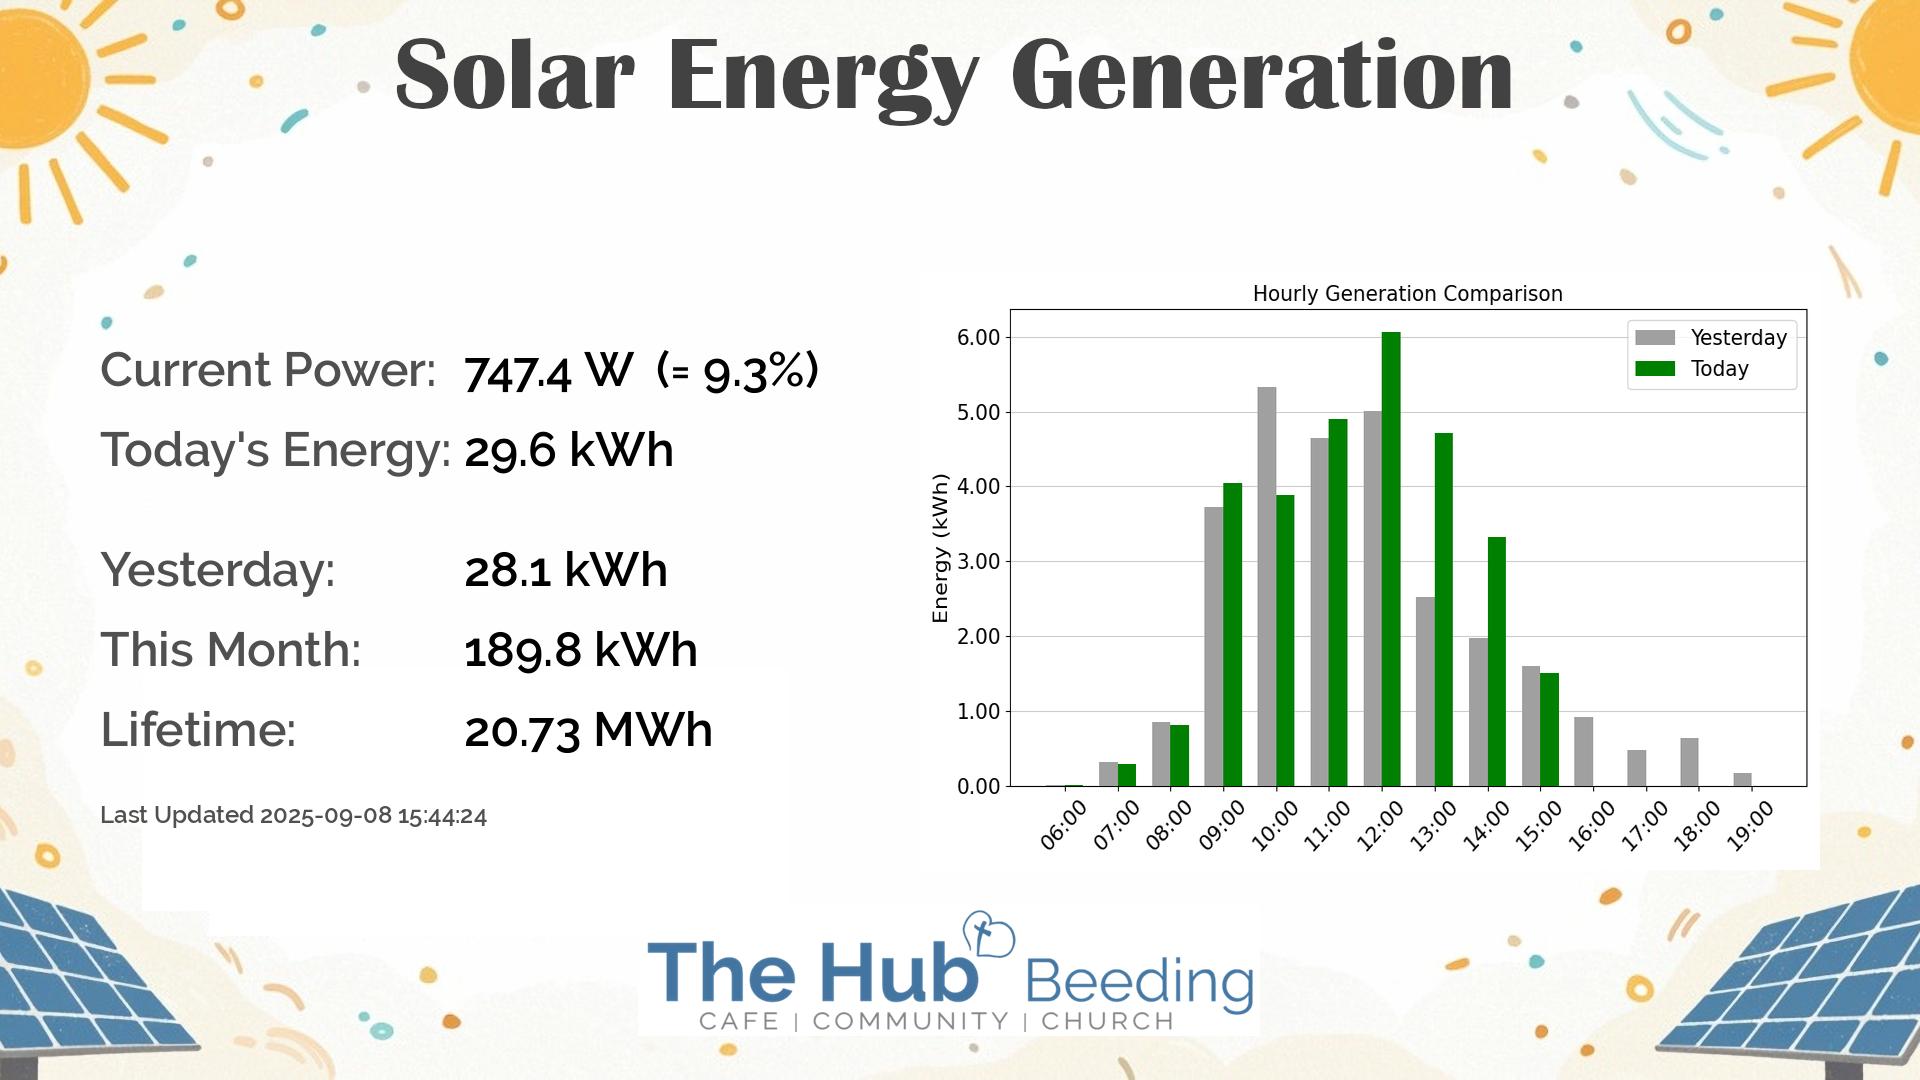 Solar Energy Generation
Current Power: 747.4 W (= 9.3%)
Today's Energy: 29.6 kWh
Yesterday: 28.1 kWh
This Month: 189.8 kWh
Lifetime: 20.73 MWh
Last Updated 2025-09-08 15:44:24
Hourly Generation Comparison
Yesterday
Today
Energy (kWh)
6.00
5.00
4.00
3.00
2.00
1.00
0.00
06:00 07:00 08:00 09:00 10:00 11:00 12:00 13:00 14:00 15:00 16:00 17:00 18:00 19:00
The Hub Beeding
CAFE | COMMUNITY | CHURCH